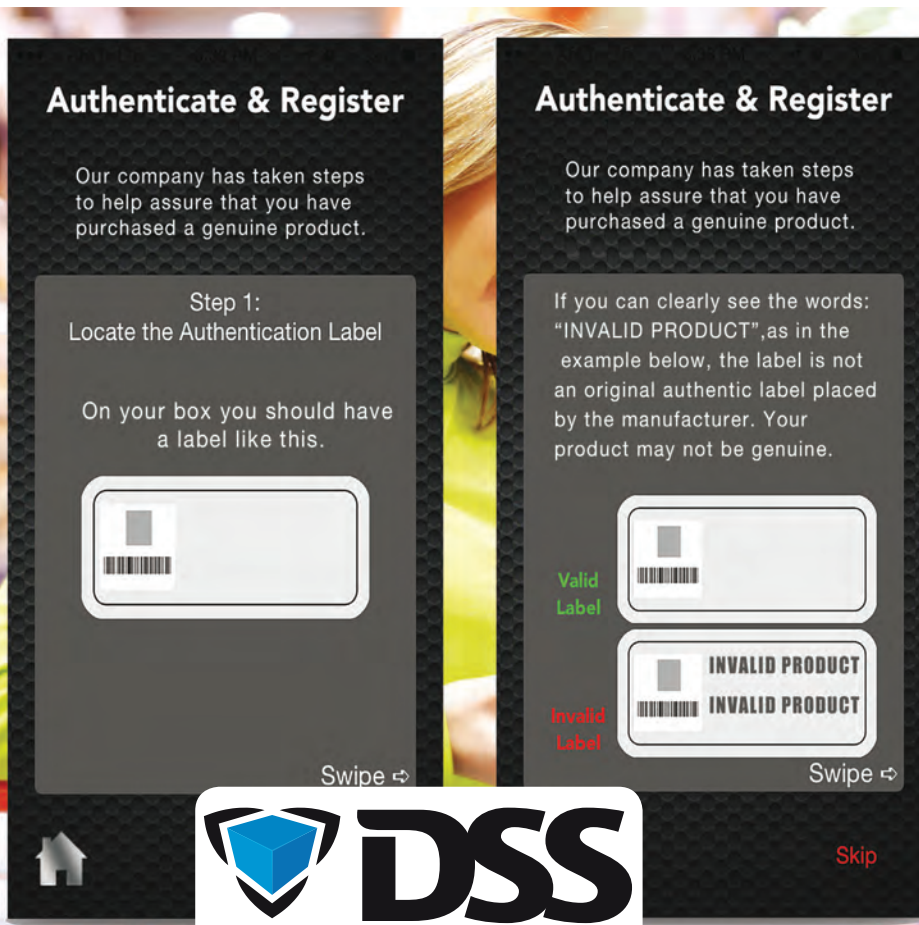 Authenticate & Register
Our company has taken steps
to help assure that you have
purchased a genuine product.
Step 1:
Locate the Authentication Label
On your box you should have
a label like this.
Swipe ➪
Authenticate & Register
Our company has taken steps
to help assure that you have
purchased a genuine product.
If you can clearly see the words:
“INVALID PRODUCT”,as in the
example below, the label is not
an original authentic label placed
by the manufacturer. Your
product may not be genuine.
Valid
Label
INVALID PRODUCT
INVALID PRODUCT
Invalid
Label
Swipe ➪
Skip
DSS